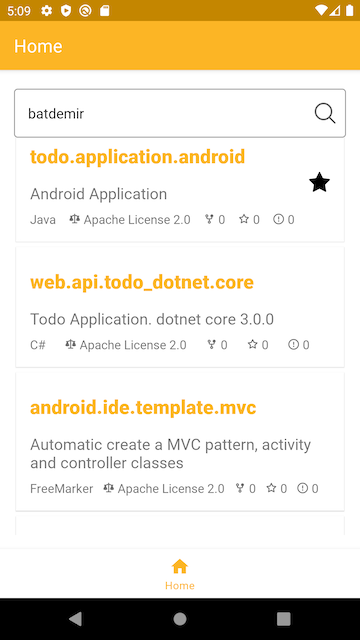 5:09
Home
batdemir
todo.application.android
Android Application
Java Apache License 2.0 0 0 0
web.api.todo_dotnet.core
Todo Application. dotnet core 3.0.0
C# Apache License 2.0 0 0 0
android.ide.template.mvc
Automatic create a MVC pattern, activity
and controller classes
FreeMarker Apache License 2.0 0 0 0
Home